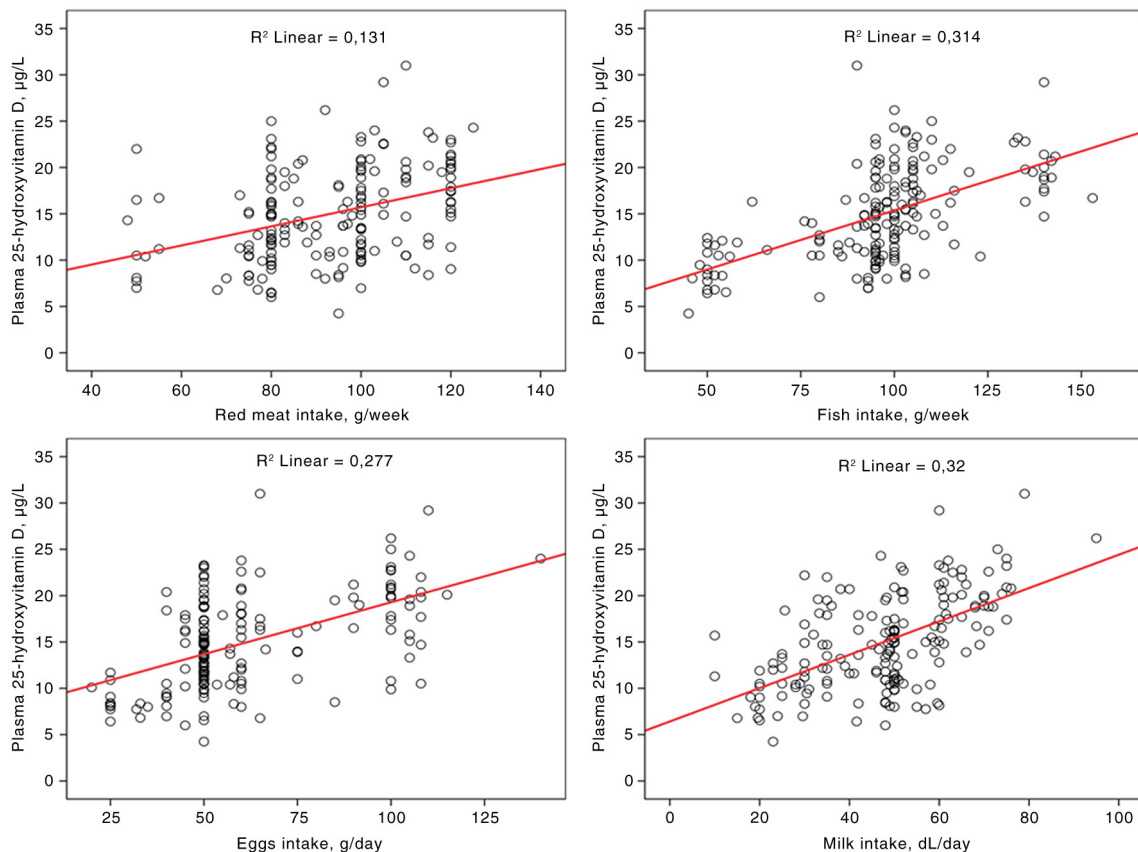 35
30
25
20
15
10
5
0
Plasma 25-hydroxyvitamin D, µg/L
R² Linear = 0,131
40 60 80 100 120 140
Red meat intake, g/week
35
30
25
20
15
10
5
0
Plasma 25-hydroxyvitamin D, µg/L
R² Linear = 0,314
50 75 100 125 150
Fish intake, g/week
35
30
25
20
15
10
5
0
Plasma 25-hydroxyvitamin D, µg/L
R² Linear = 0,277
25 50 75 100 125
Eggs intake, g/day
35
30
25
20
15
10
5
0
Plasma 25-hydroxyvitamin D, µg/L
R² Linear = 0,32
0 20 40 60 80 100
Milk intake, dL/day